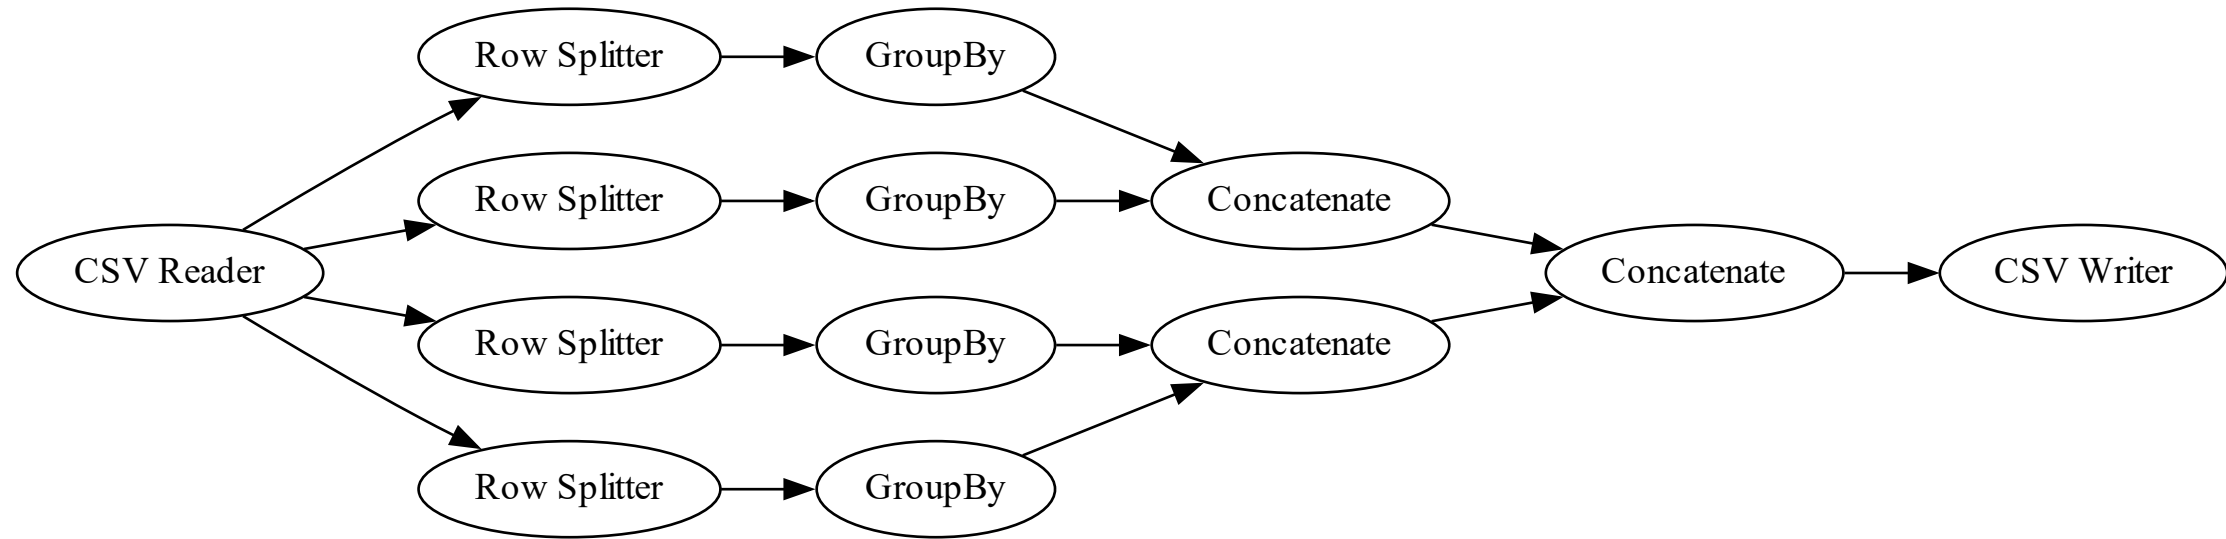 Row Splitter
GroupBy
Row Splitter
GroupBy
Concatenate
CSV Reader
Concatenate
CSV Writer
Row Splitter
GroupBy
Concatenate
Row Splitter
GroupBy